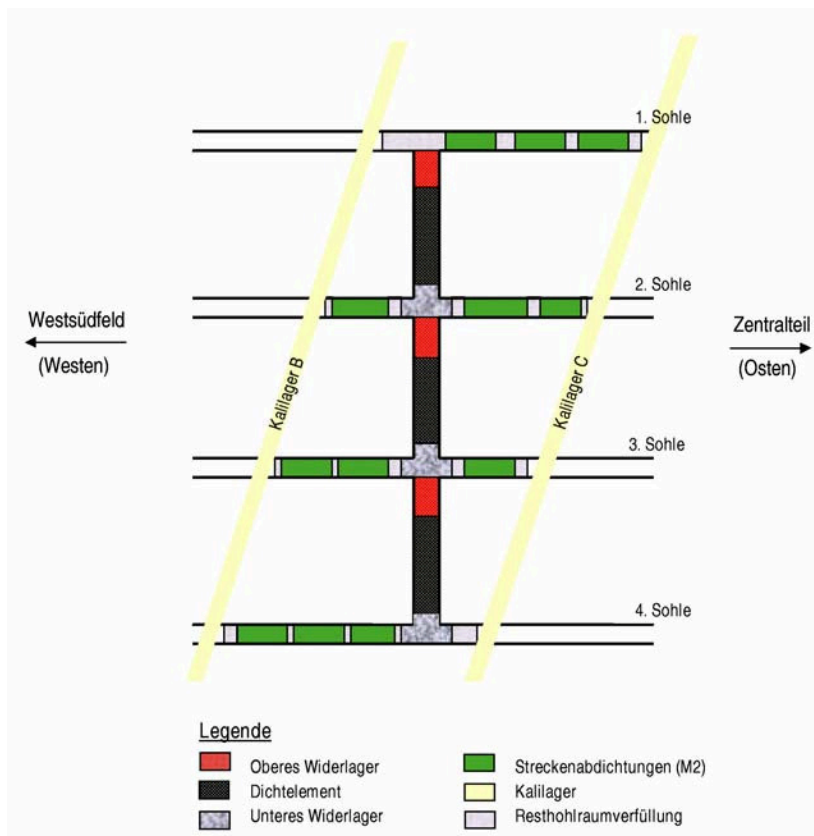 1. Sohle
2. Sohle
Westsüdfeld
(Westen)
Zentralteil
(Osten)
Kalilager B
Kalilager C
3. Sohle
4. Sohle
Legende
Oberes Widerlager
Dichtelement
Unteres Widerlager
Streckenabdichtungen (M2)
Kalilager
Resthohlraumverfüllung